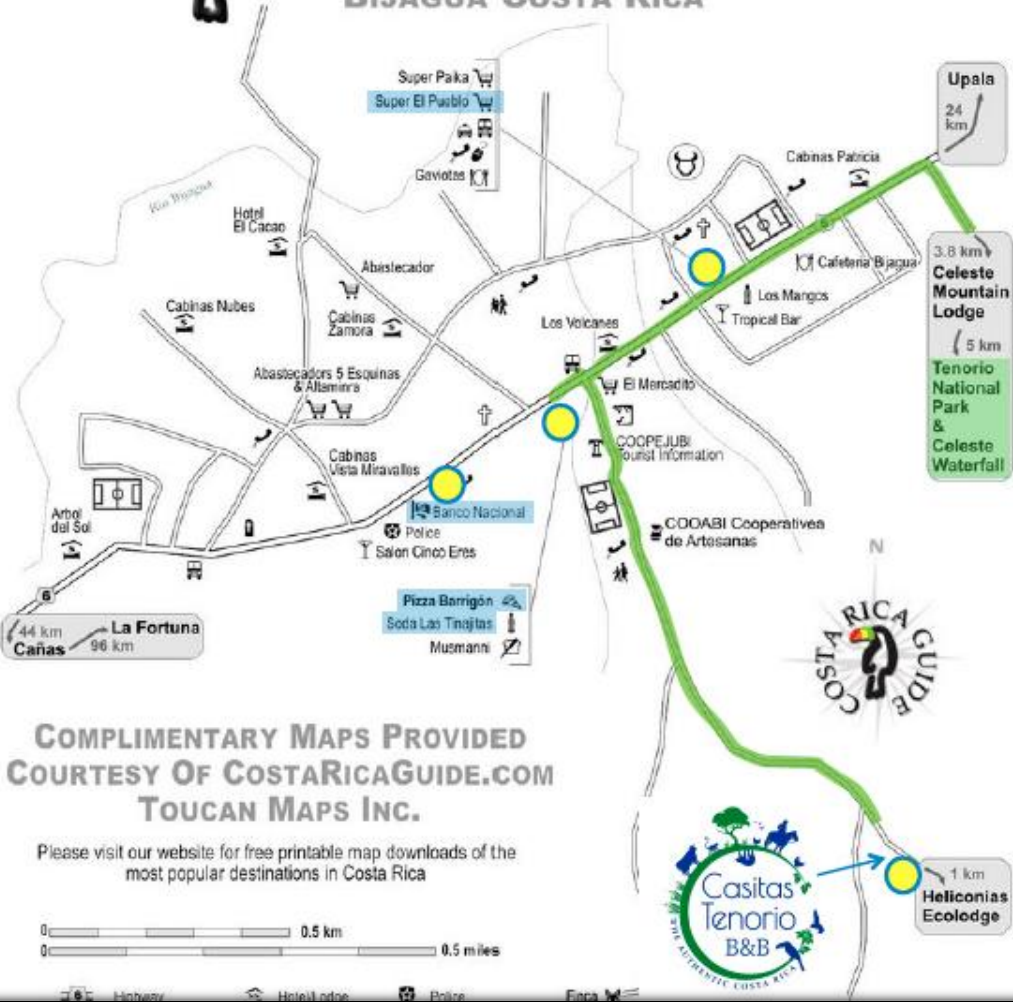 BIJAGUA COSTA RICA
Super Paika
Super El Pueblo
Gaviotas
Upala
24
km
Cabinas Patricia
Rio Bijagua
Hotel
El Cacao
Abastecador
Cabinas Nubes
Cabinas
Zamora
6
Cafeteria Bijagua
Los Mangos
Tropical Bar
3.8 km
Celeste
Mountain
Lodge
5 km
Tenorio
National
Park
&
Celeste
Waterfall
Los Volcanes
El Mercadito
Abastecadors 5 Esquinas
& Altamirra
COOPEJUBI
Tourist Information
Cabinas
Vista Miravalles
Banco Nacional
Police
Salon Cinco Eres
Arbol
del Sol
COOABI Cooperativea
de Artesanas
6
44 km
Cañas
La Fortuna
96 km
Pizza Barrigón
Soda Las Tinajitas
Musmanni
N
COSTA RICA GUIDE
COMPLIMENTARY MAPS PROVIDED
COURTESY OF COSTARICAGUIDE.COM
TOUCAN MAPS INC.
Please visit our website for free printable map downloads of the
most popular destinations in Costa Rica
0 0.5 km
0 0.5 miles
Casitas
Tenorio
B&B
THE AUTHENTIC COSTA RICA
1 km
Heliconias
Ecolodge
6 Highway Hotel/Lodge Police Finca